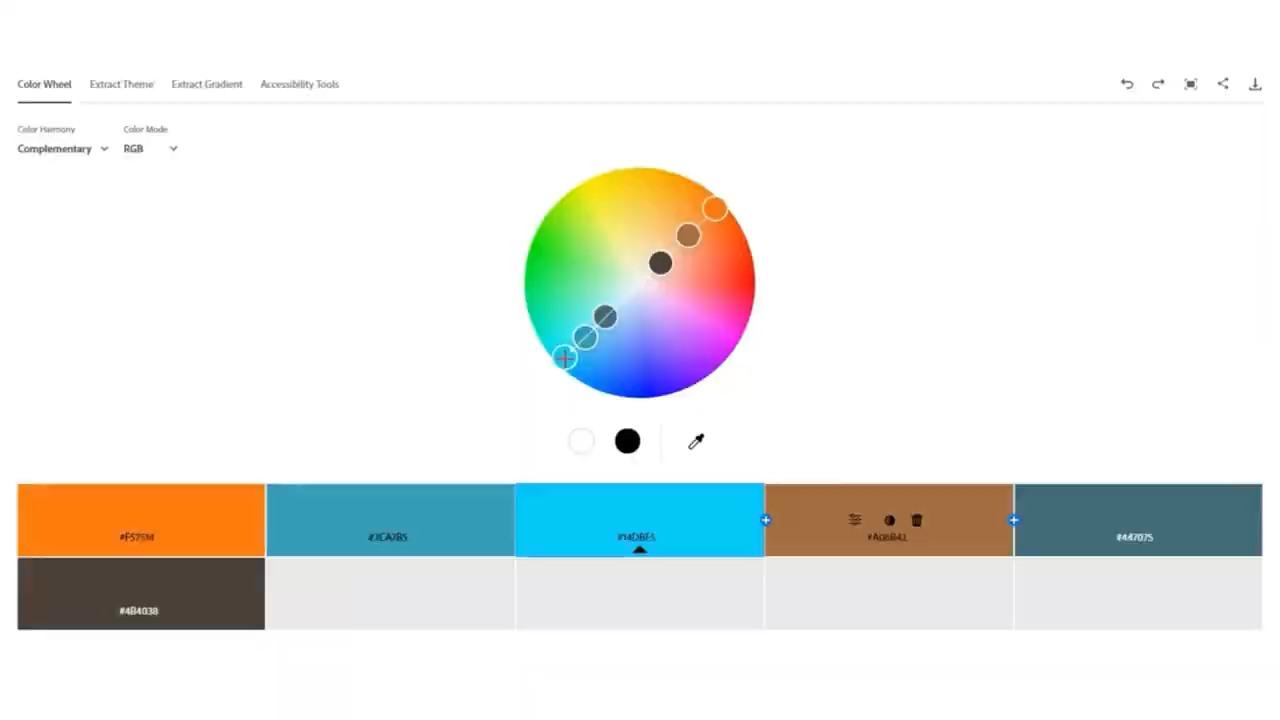 Color Wheel
Extract Theme
Extract Gradient
Accessibility Tools
Color Harmony
Color Mode
Complementary
RGB
#447075
#4B4038